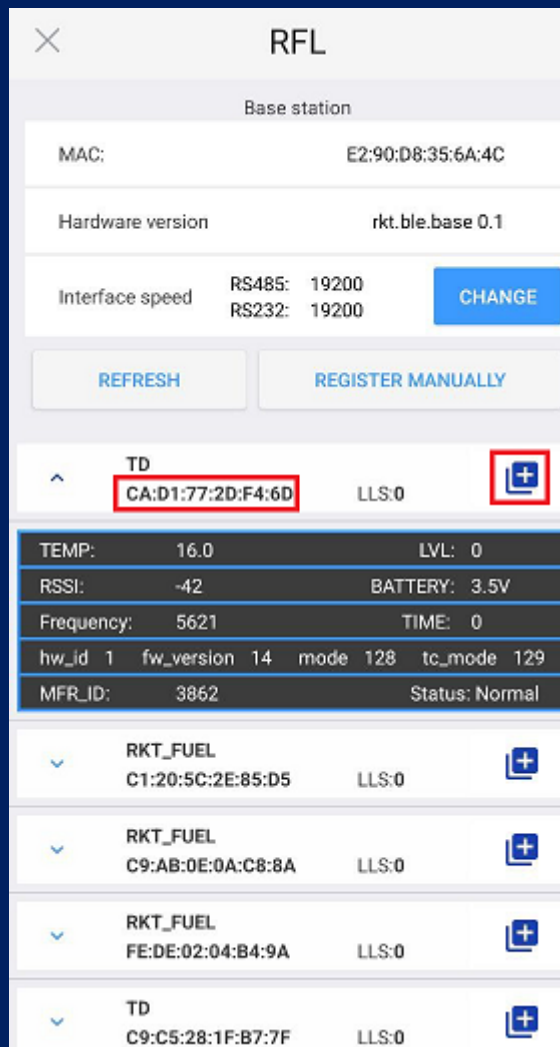 RFL
Base station
MAC: E2:90:D8:35:6A:4C
Hardware version rkt.ble.base 0.1
Interface speed RS485: 19200 RS232: 19200 CHANGE
REFRESH REGISTER MANUALLY
TD
CA:D1:77:2D:F4:6D LLS:0
TEMP: 16.0 LVL: 0
RSSI: -42 BATTERY: 3.5V
Frequency: 5621 TIME: 0
hw_id 1 fw_version 14 mode 128 tc_mode 129
MFR_ID: 3862 Status: Normal
RKT_FUEL
C1:20:5C:2E:85:D5 LLS:0
RKT_FUEL
C9:AB:0E:0A:C8:8A LLS:0
RKT_FUEL
FE:DE:02:04:B4:9A LLS:0
TD
C9:C5:28:1F:B7:7F LLS:0